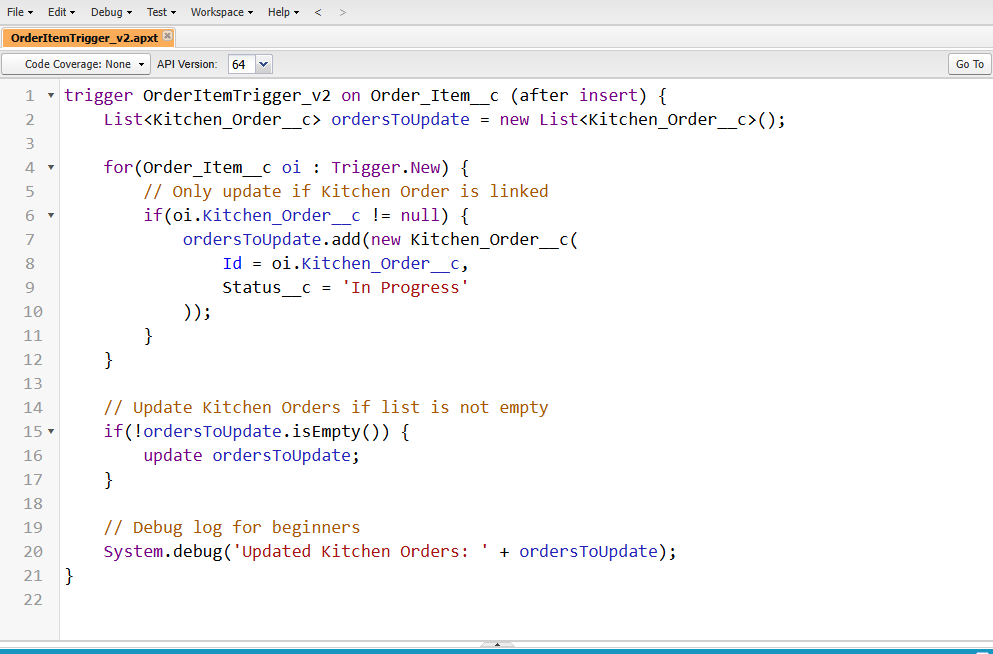 File Edit Debug Test Workspace Help < >
OrderItemTrigger_v2.apxt
Code Coverage: None API Version: 64 Go To
1 trigger OrderItemTrigger_v2 on Order_Item__c (after insert) {
2     List<Kitchen_Order__c> ordersToUpdate = new List<Kitchen_Order__c>();
3
4     for(Order_Item__c oi : Trigger.New) {
5         // Only update if Kitchen Order is linked
6         if(oi.Kitchen_Order__c != null) {
7             ordersToUpdate.add(new Kitchen_Order__c(
8                 Id = oi.Kitchen_Order__c,
9                 Status__c = 'In Progress'
10             ));
11         }
12     }
13
14     // Update Kitchen Orders if list is not empty
15     if(!ordersToUpdate.isEmpty()) {
16         update ordersToUpdate;
17     }
18
19     // Debug log for beginners
20     System.debug('Updated Kitchen Orders: ' + ordersToUpdate);
21 }
22